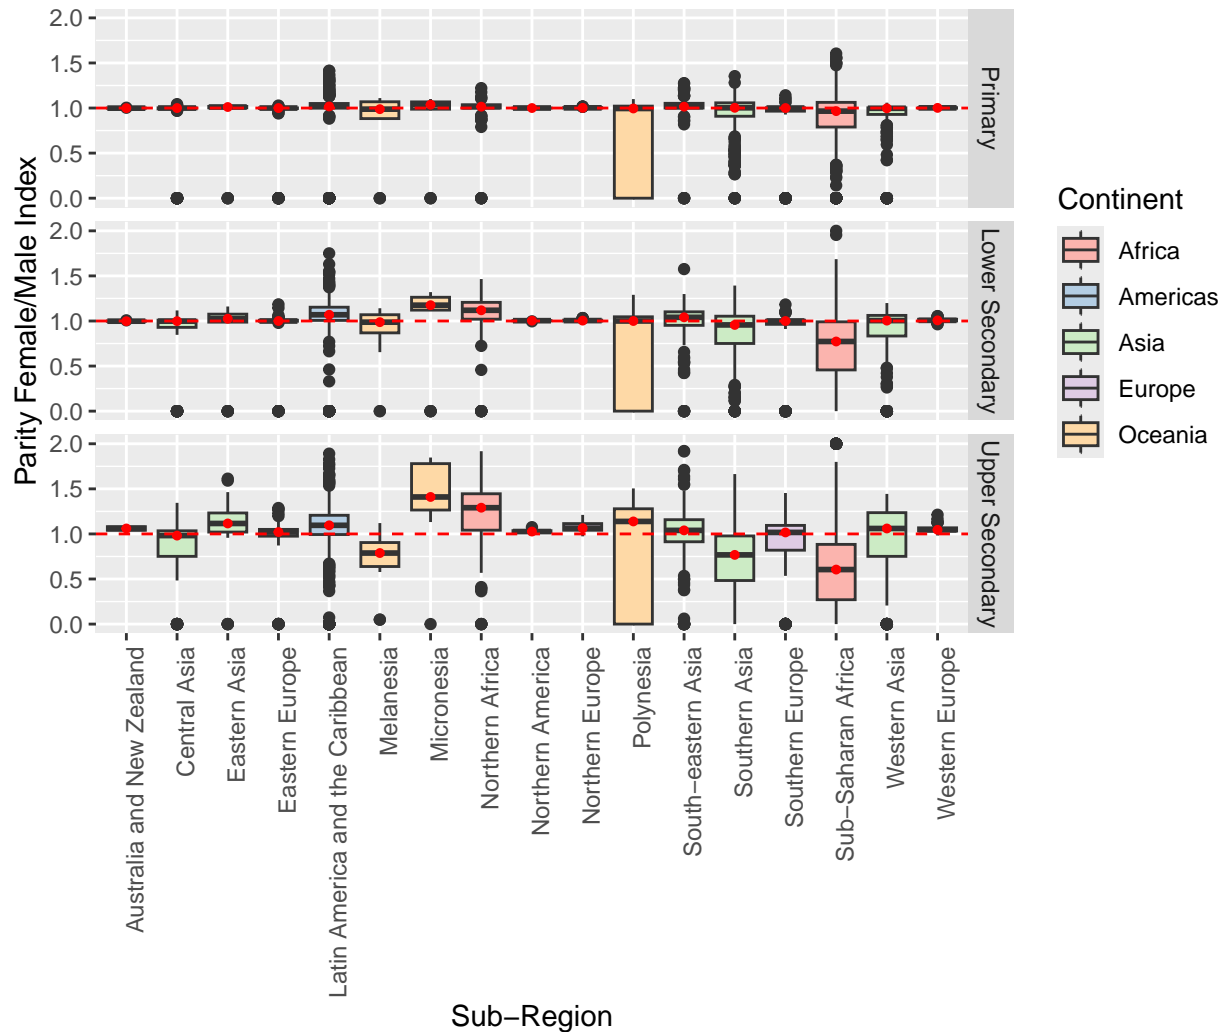 Parity Female/Male Index
2.0
1.5
1.0
0.5
0.0
Primary
2.0
1.5
1.0
0.5
0.0
Lower Secondary
2.0
1.5
1.0
0.5
0.0
Upper Secondary
Australia and New Zealand
Central Asia
Eastern Asia
Eastern Europe
Latin America and the Caribbean
Melanesia
Micronesia
Northern Africa
Northern America
Northern Europe
Polynesia
South−eastern Asia
Southern Asia
Southern Europe
Sub−Saharan Africa
Western Asia
Western Europe
Sub−Region
Continent
Africa
Americas
Asia
Europe
Oceania